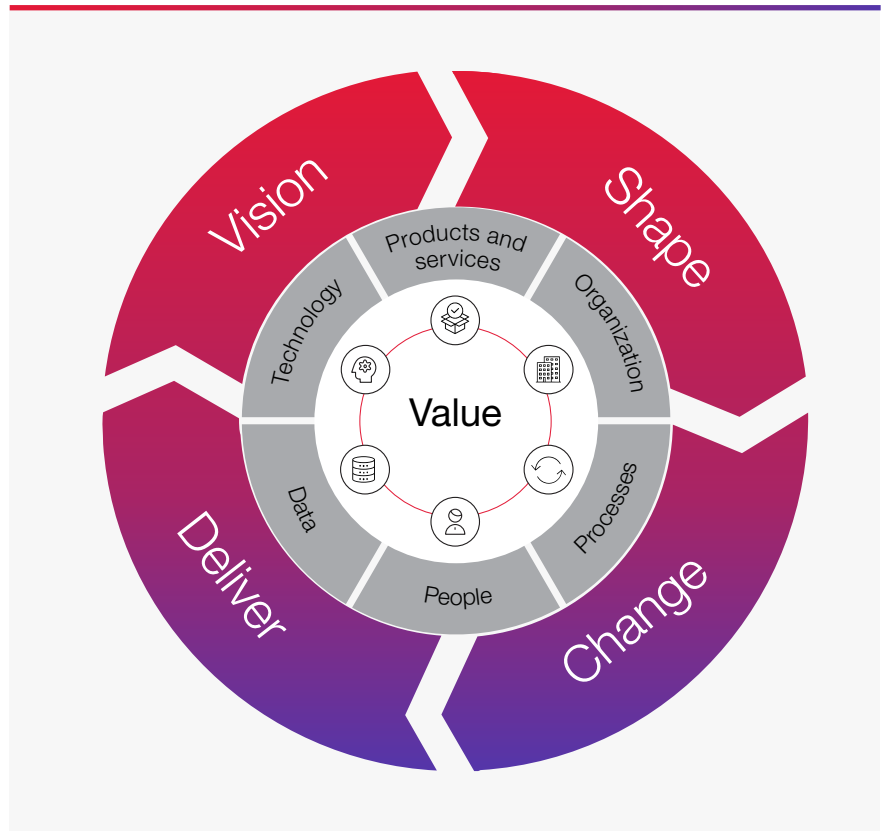 Vision
Shape
Change
Deliver
Products and
services
Organization
Processes
People
Data
Technology
Value